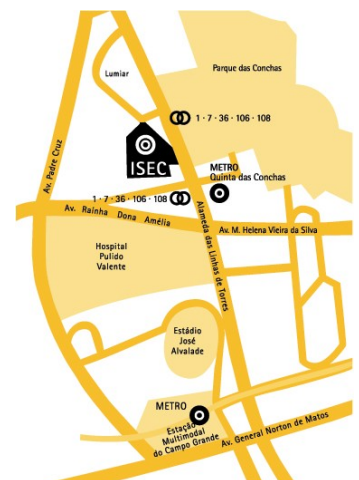 Lumiar
Parque das Conchas
1 · 7 · 36 · 106 · 108
Av. Padre Cruz
ISEC
METRO
Quinta das Conchas
1 · 7 · 36 · 106 · 108
Av. Rainha Dona Amélia
Alameda das Linhas de Torres
Av. M. Helena Vieira da Silva
Hospital
Pulido
Valente
Estádio
José
Alvalade
METRO
Estação
Multimodal
do Campo Grande
Av. General Norton de Matos